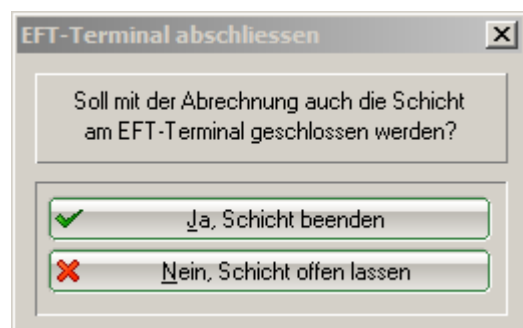 EFT-Terminal abschliessen
Soll mit der Abrechnung auch die Schicht
am EFT-Terminal geschlossen werden?
Ja, Schicht beenden
Nein, Schicht offen lassen